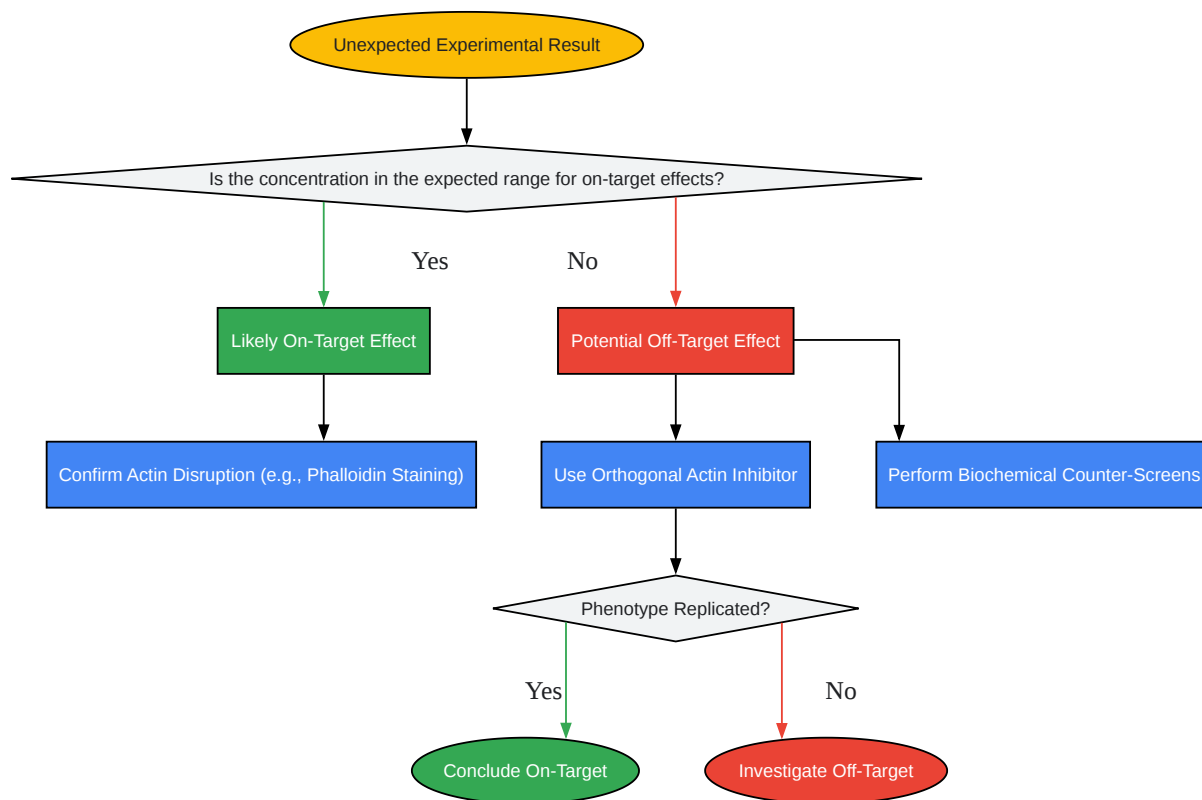 Unexpected Experimental Result
Is the concentration in the expected range for on-target effects?
Yes
No
Likely On-Target Effect
Potential Off-Target Effect
Confirm Actin Disruption (e.g., Phalloidin Staining)
Use Orthogonal Actin Inhibitor
Perform Biochemical Counter-Screens
Phenotype Replicated?
Yes
No
Conclude On-Target
Investigate Off-Target